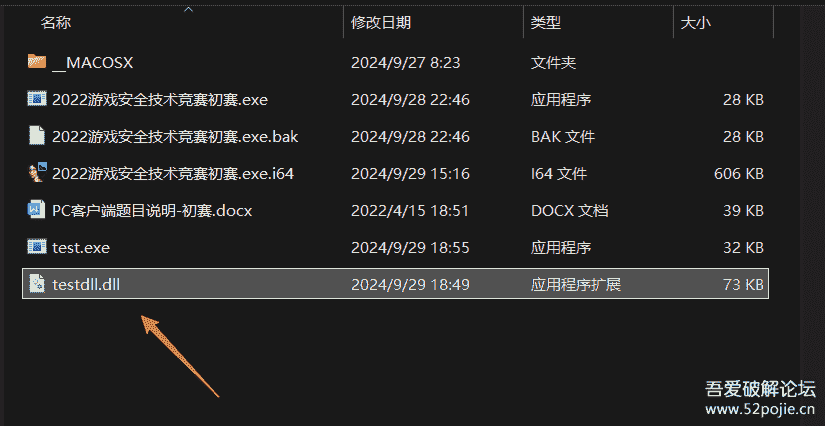 名称 修改日期 类型 大小
__MACOSX 2024/9/27 8:23 文件夹
2022游戏安全技术竞赛初赛.exe 2024/9/28 22:46 应用程序 28 KB
2022游戏安全技术竞赛初赛.exe.bak 2024/9/28 22:46 BAK 文件 28 KB
2022游戏安全技术竞赛初赛.exe.i64 2024/9/29 15:16 I64 文件 606 KB
PC客户端题目说明-初赛.docx 2022/4/15 18:51 DOCX 文档 39 KB
test.exe 2024/9/29 18:55 应用程序 32 KB
testdll.dll 2024/9/29 18:49 应用程序扩展 73 KB
吾爱破解论坛
www.52pojie.cn